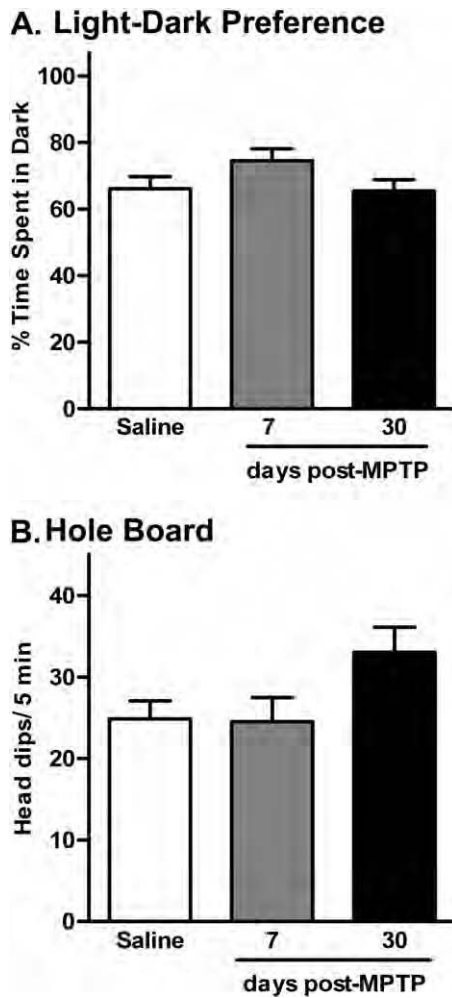 A. Light-Dark Preference
% Time Spent in Dark
100
80
60
40
20
0
Saline
7
30
days post-MPTP
B. Hole Board
Head dips/ 5 min
40
30
20
10
0
Saline
7
30
days post-MPTP